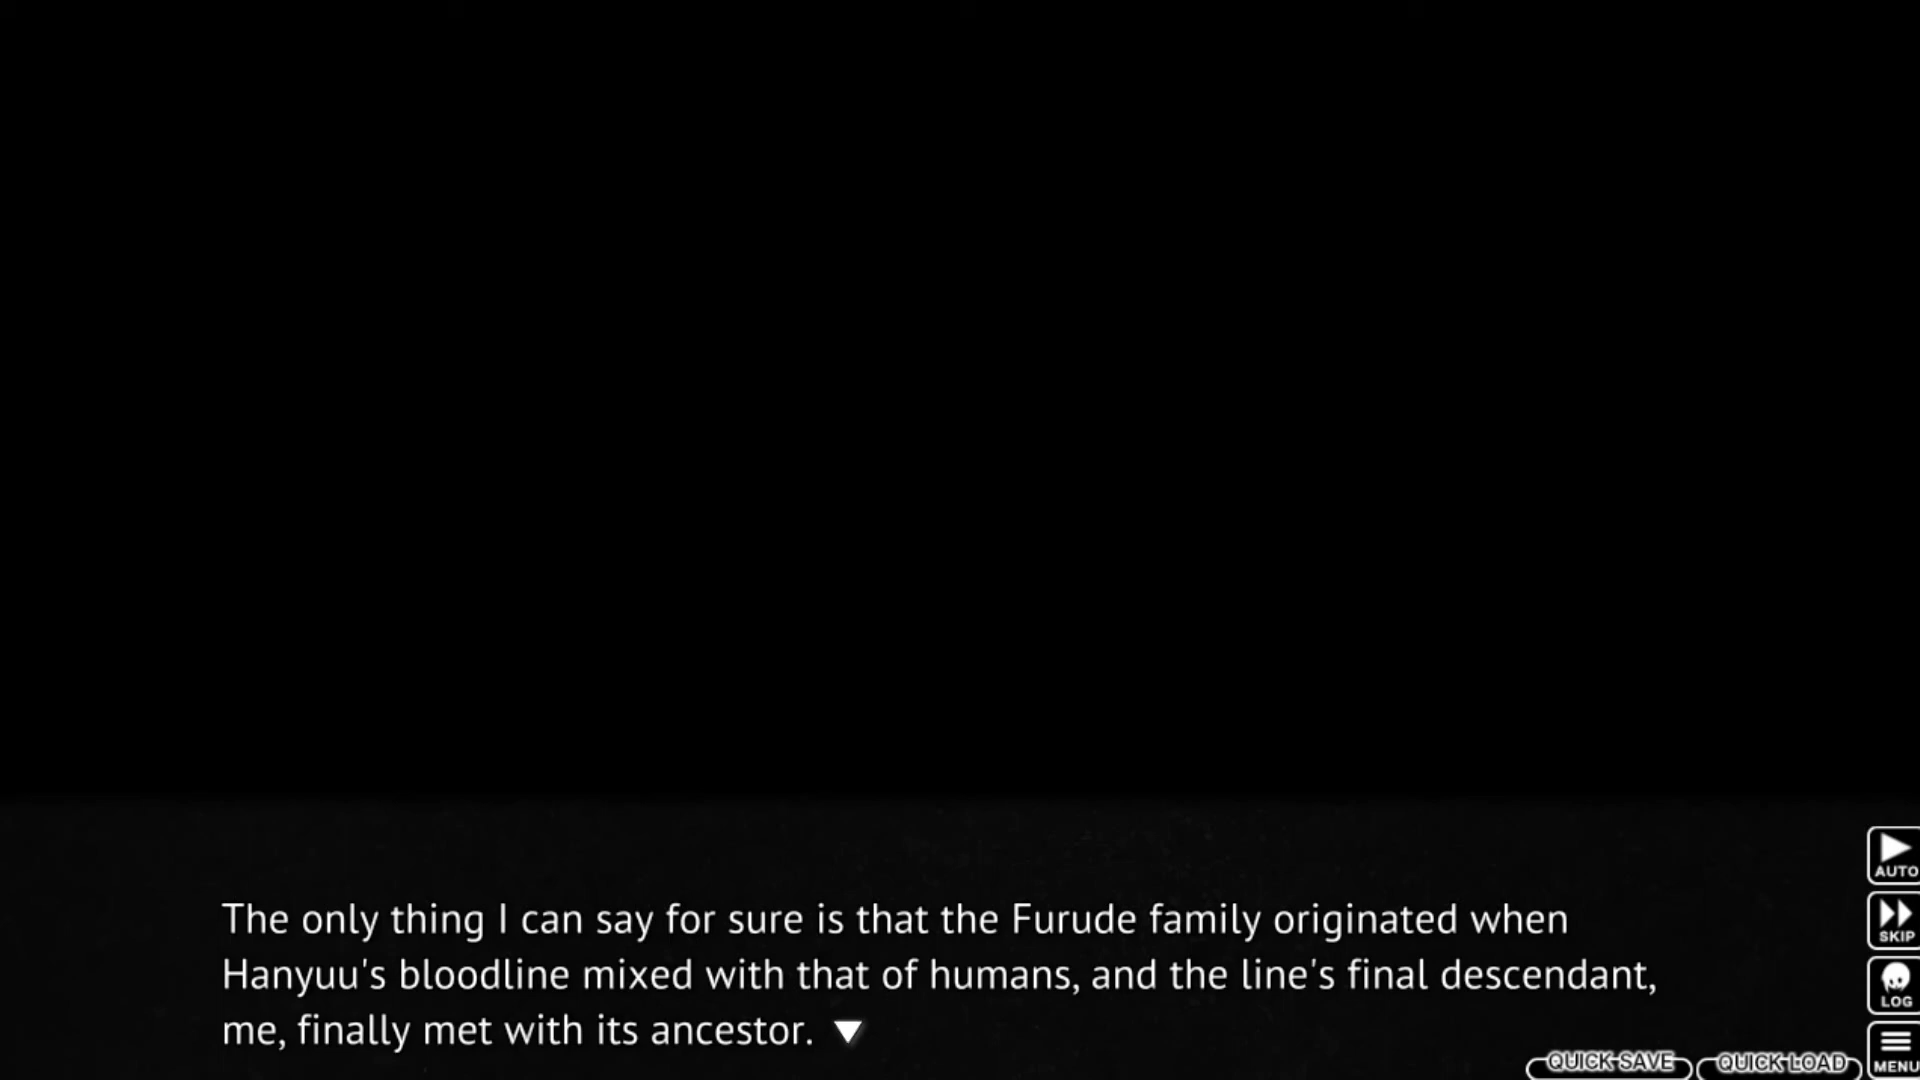 The only thing I can say for sure is that the Furude family originated when
Hanyuu's bloodline mixed with that of humans, and the line's final descendant,
me, finally met with its ancestor.
AUTO
SKIP
LOG
MENU
QUICK SAVE
QUICK LOAD